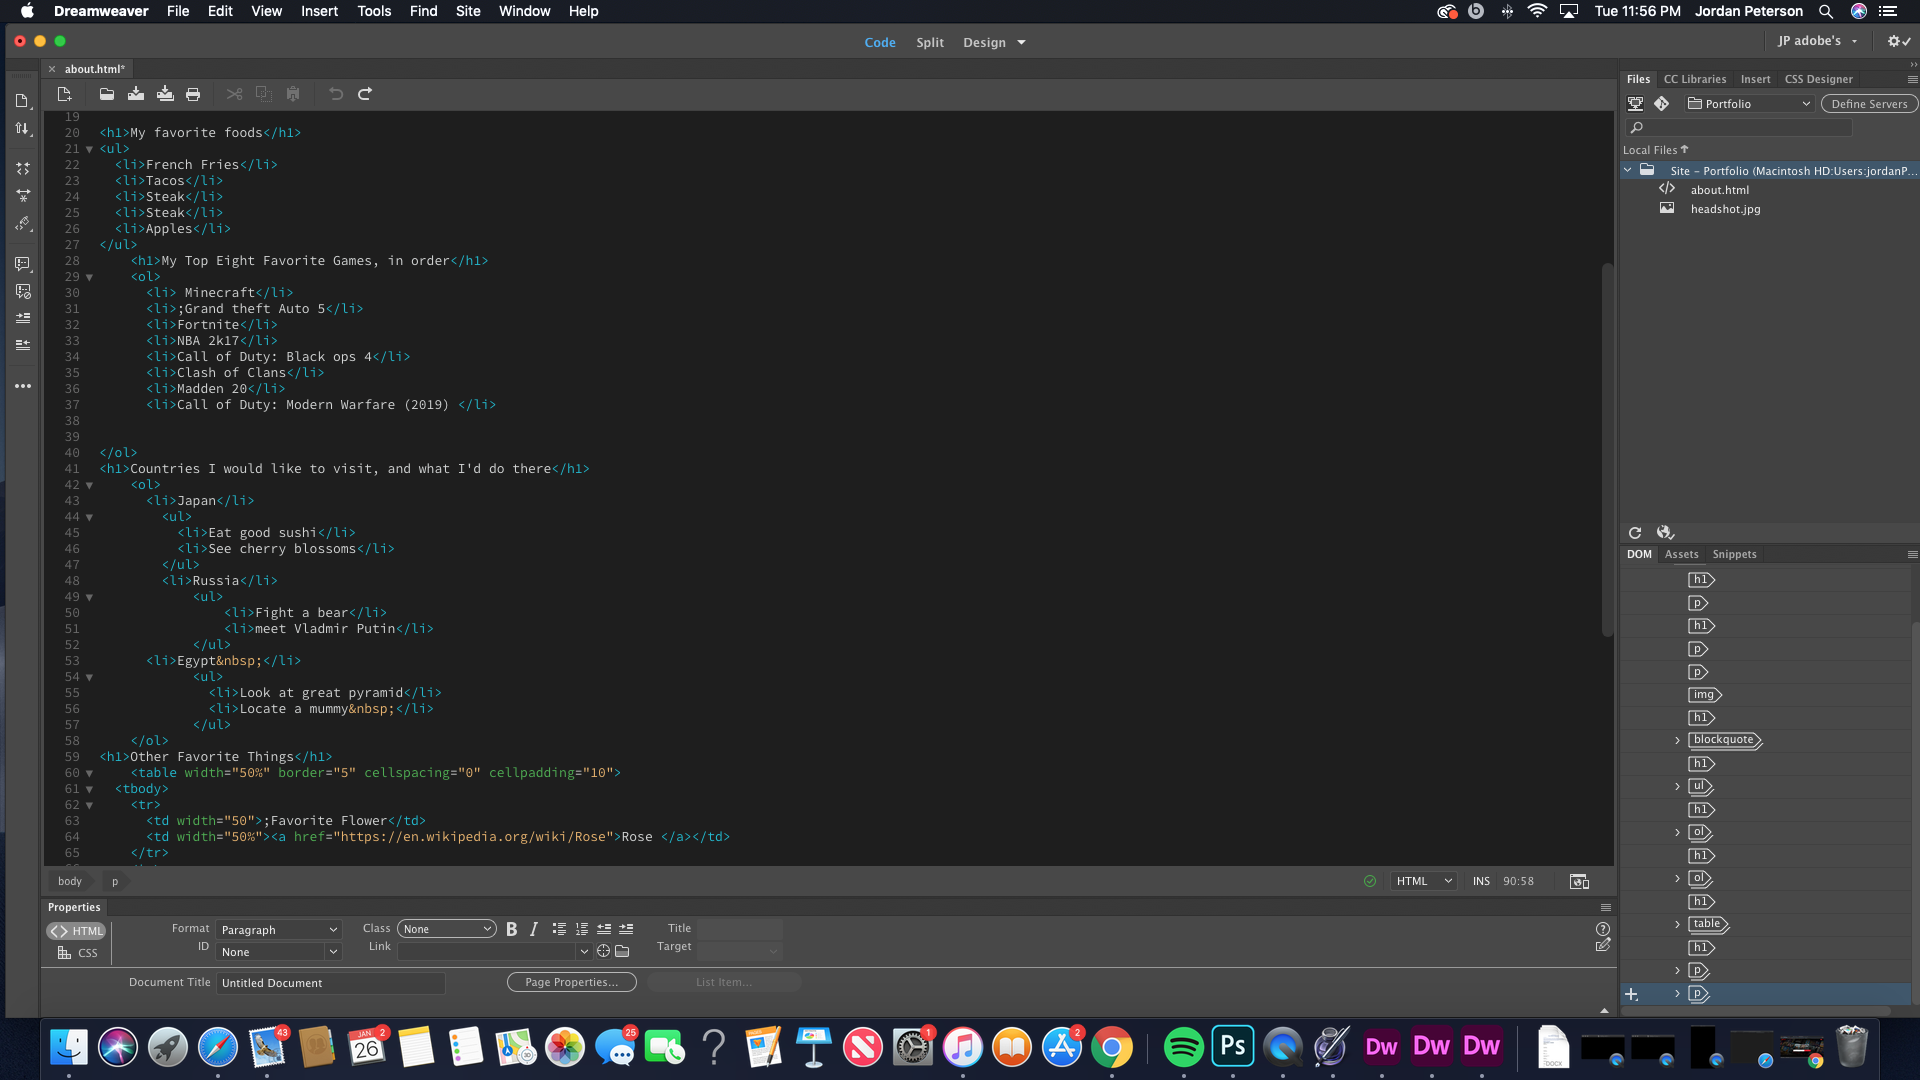 Dreamweaver File Edit View Insert Tools Find Site Window Help
Tue 11:56 PM Jordan Peterson
Code Split Design
JP adobe's
about.html*
19
20 <h1>My favorite foods</h1>
21 <ul>
22 <li>French Fries</li>
23 <li>Tacos</li>
24 <li>Steak</li>
25 <li>Steak</li>
26 <li>Apples</li>
27 </ul>
28 <h1>My Top Eight Favorite Games, in order</h1>
29 <ol>
30 <li> Minecraft</li>
31 <li>;Grand theft Auto 5</li>
32 <li>Fortnite</li>
33 <li>NBA 2k17</li>
34 <li>Call of Duty: Black ops 4</li>
35 <li>Clash of Clans</li>
36 <li>Madden 20</li>
37 <li>Call of Duty: Modern Warfare (2019) </li>
38
39
40 </ol>
41 <h1>Countries I would like to visit, and what I'd do there</h1>
42 <ol>
43 <li>Japan</li>
44 <ul>
45 <li>Eat good sushi</li>
46 <li>See cherry blossoms</li>
47 </ul>
48 <li>Russia</li>
49 <ul>
50 <li>Fight a bear</li>
51 <li>meet Vladmir Putin</li>
52 </ul>
53 <li>Egypt&nbsp;</li>
54 <ul>
55 <li>Look at great pyramid</li>
56 <li>Locate a mummy&nbsp;</li>
57 </ul>
58 </ol>
59 <h1>Other Favorite Things</h1>
60 <table width="50%" border="5" cellspacing="0" cellpadding="10">
61 <tbody>
62 <tr>
63 <td width="50">;Favorite Flower</td>
64 <td width="50%"><a href="https://en.wikipedia.org/wiki/Rose">Rose </a></td>
65 </tr>
body p
HTML INS 90:58
Properties
<> HTML
CSS
Format Paragraph
ID None
Class None
Link
Title
Target
Document Title Untitled Document
Page Properties...
List Item...
Files CC Libraries Insert CSS Designer
Portfolio Define Servers
Local Files
Site - Portfolio (Macintosh HD:Users:jordanP...
about.html
headshot.jpg
DOM Assets Snippets
h1
p
h1
p
p
img
h1
blockquote
h1
ul
h1
ol
h1
ol
h1
table
h1
p
p
43
JAN
26
2
25
1
2
Ps
Dw
Dw
Dw
DOCX